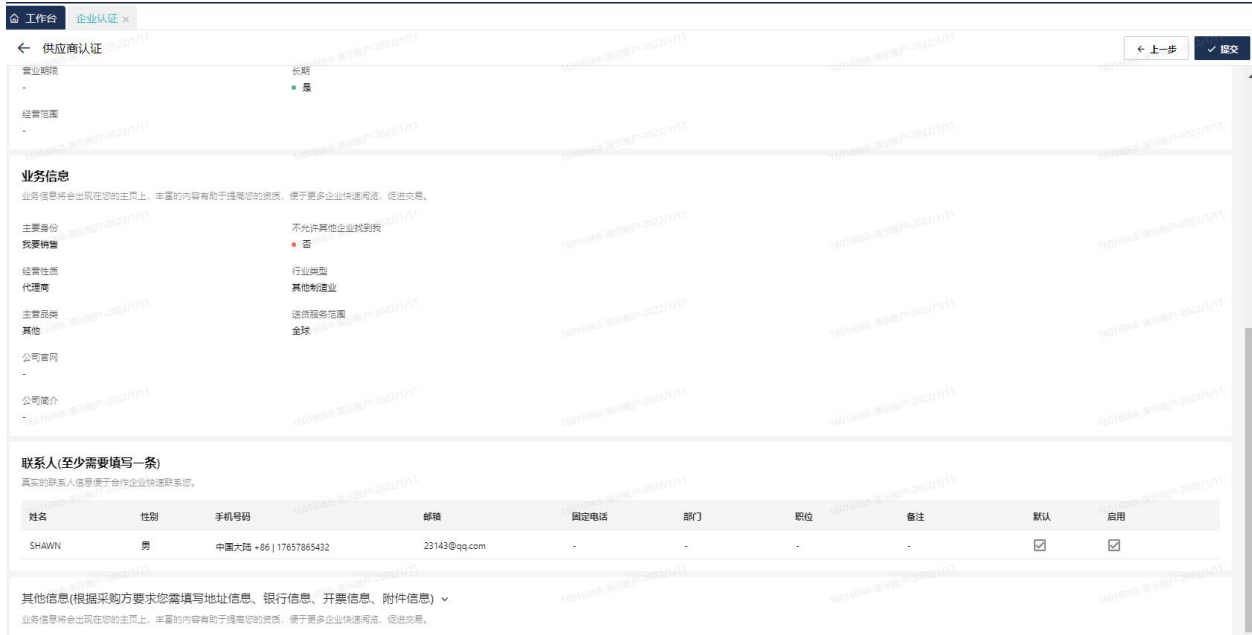 工作台 企业认证 ×
← 供应商认证 ← 上一步 ✓ 提交
营业期限 长期
- 是
经营范围
-
业务信息
业务信息将会出现在您的主页上，丰富的内容有助于提高您的资质，便于更多企业快速阅览，促进交易。
主要身份 不允许其他企业找到我
我要销售 否
经营性质 行业类型
代理商 其他制造业
主营品类 送货服务范围
其他 全球
公司官网
-
公司简介
-
联系人(至少需要填写一条)
真实的联系人信息便于合作企业快速联系您。
姓名 性别 手机号码 邮箱 固定电话 部门 职位 备注 默认 启用
SHAWN 男 中国大陆 +86 | 17657865432 23143@qq.com - - - -
其他信息(根据采购方要求您需填写地址信息、银行信息、开票信息、附件信息)
业务信息将会出现在您的主页上，丰富的内容有助于提高您的资质，便于更多企业快速阅览，促进交易。
16016068-演示账户-2022/1/11